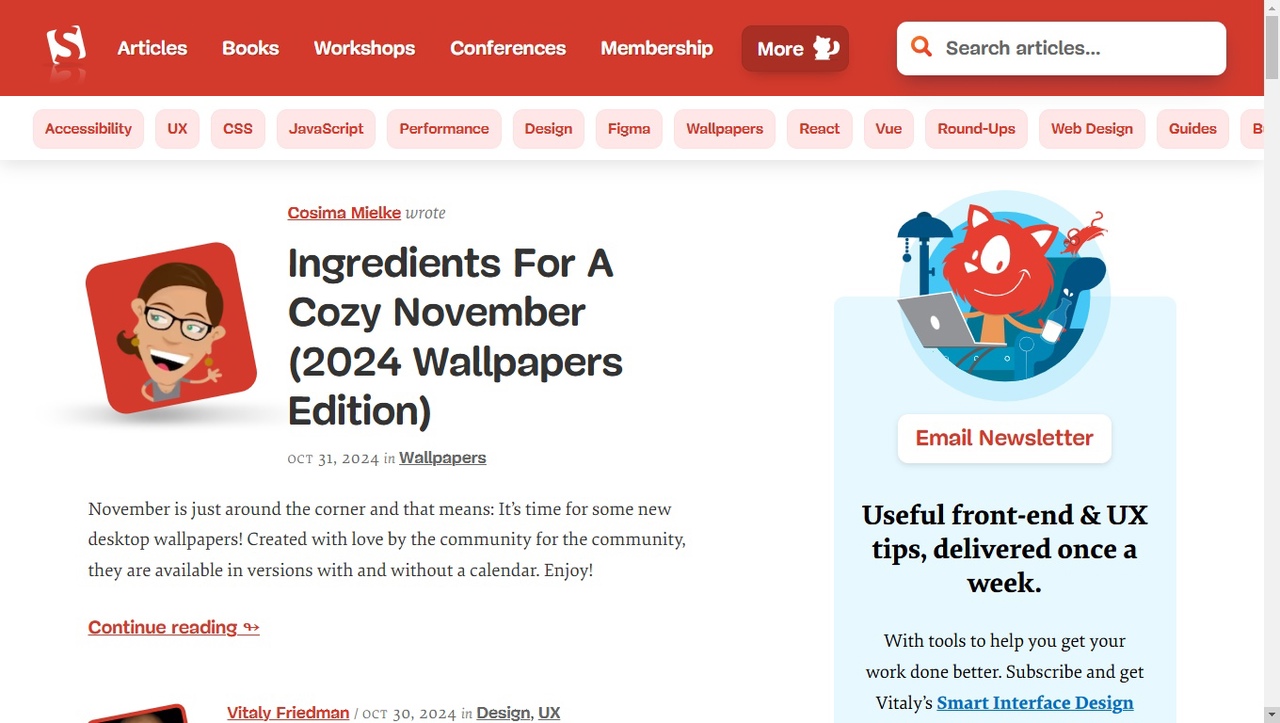 Articles Books Workshops Conferences Membership More Search articles...
Accessibility UX CSS JavaScript Performance Design Figma Wallpapers React Vue Round-Ups Web Design Guides
Cosima Mielke wrote
Ingredients For A
Cozy November
(2024 Wallpapers
Edition)
OCT 31, 2024 in Wallpapers
November is just around the corner and that means: It’s time for some new
desktop wallpapers! Created with love by the community for the community,
they are available in versions with and without a calendar. Enjoy!
Continue reading ↬
Vitaly Friedman / OCT 30, 2024 in Design, UX
Email Newsletter
Useful front-end & UX
tips, delivered once a
week.
With tools to help you get your
work done better. Subscribe and get
Vitaly’s Smart Interface Design